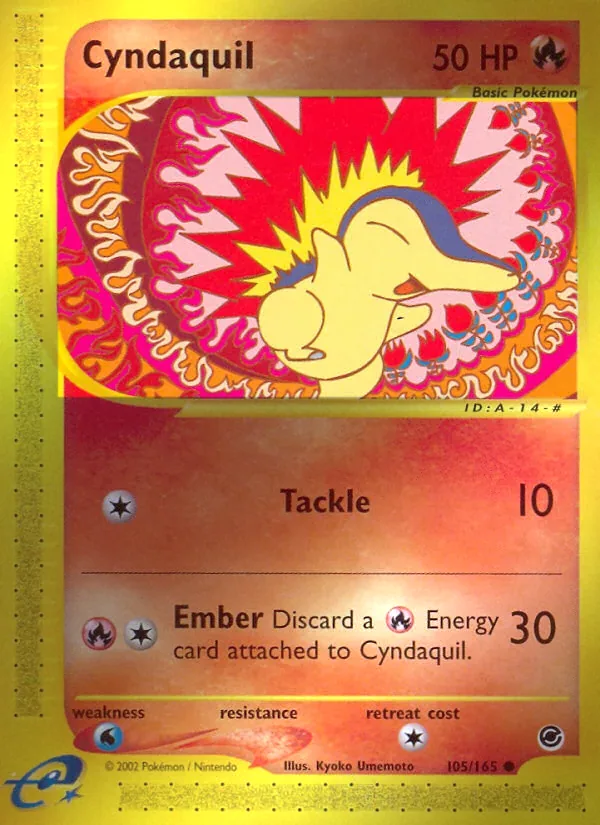 Cyndaquil 50 HP
Basic Pokémon
ID:A-14-#
Tackle 10
Ember Discard a Energy 30
card attached to Cyndaquil.
weakness resistance retreat cost
© 2002 Pokémon / Nintendo Illus. Kyoko Umemoto 105/165
e